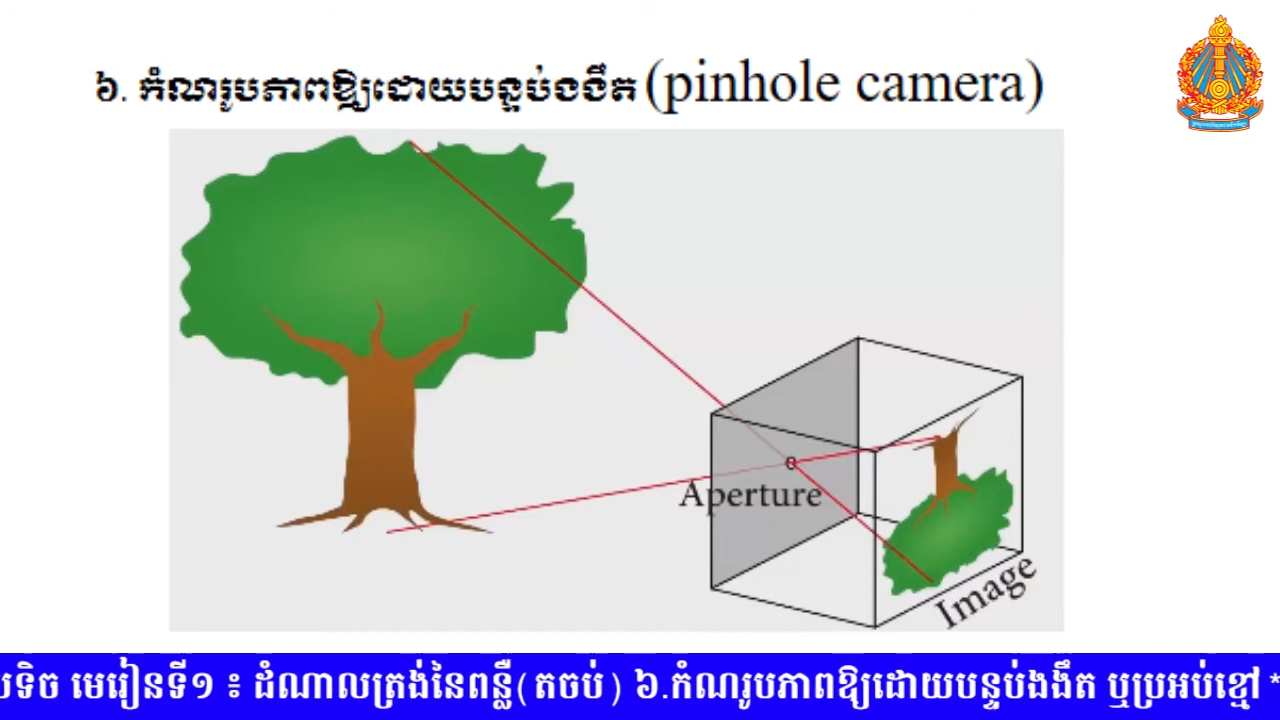 ៦. កំណរូបភាពឱ្យដោយបន្ទប់ងងឹត (pinhole camera)
Aperture
Image
បទិច មេរៀនទី១ ៖ ដំណាលត្រង់នៃពន្លឺ(តចប់) ៦.កំណរូបភាពឱ្យដោយបន្ទប់ងងឹត ឬប្រអប់ខ្មៅ *